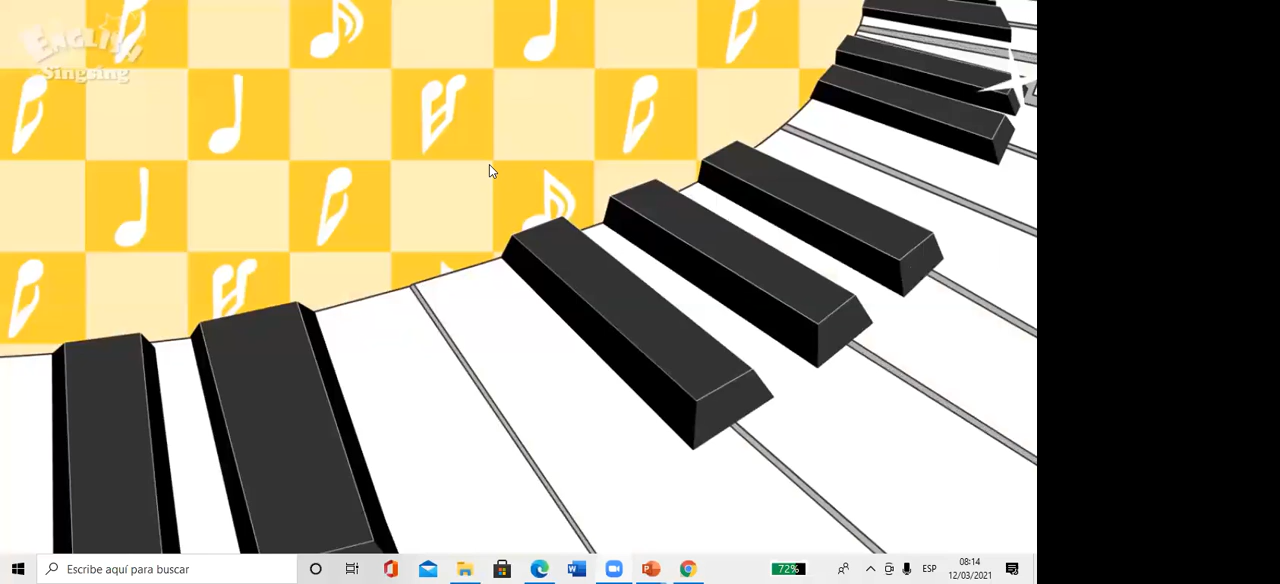 ENGLISH
Singsing
Escribe aquí para buscar
72%
ESP
08:14
12/03/2021